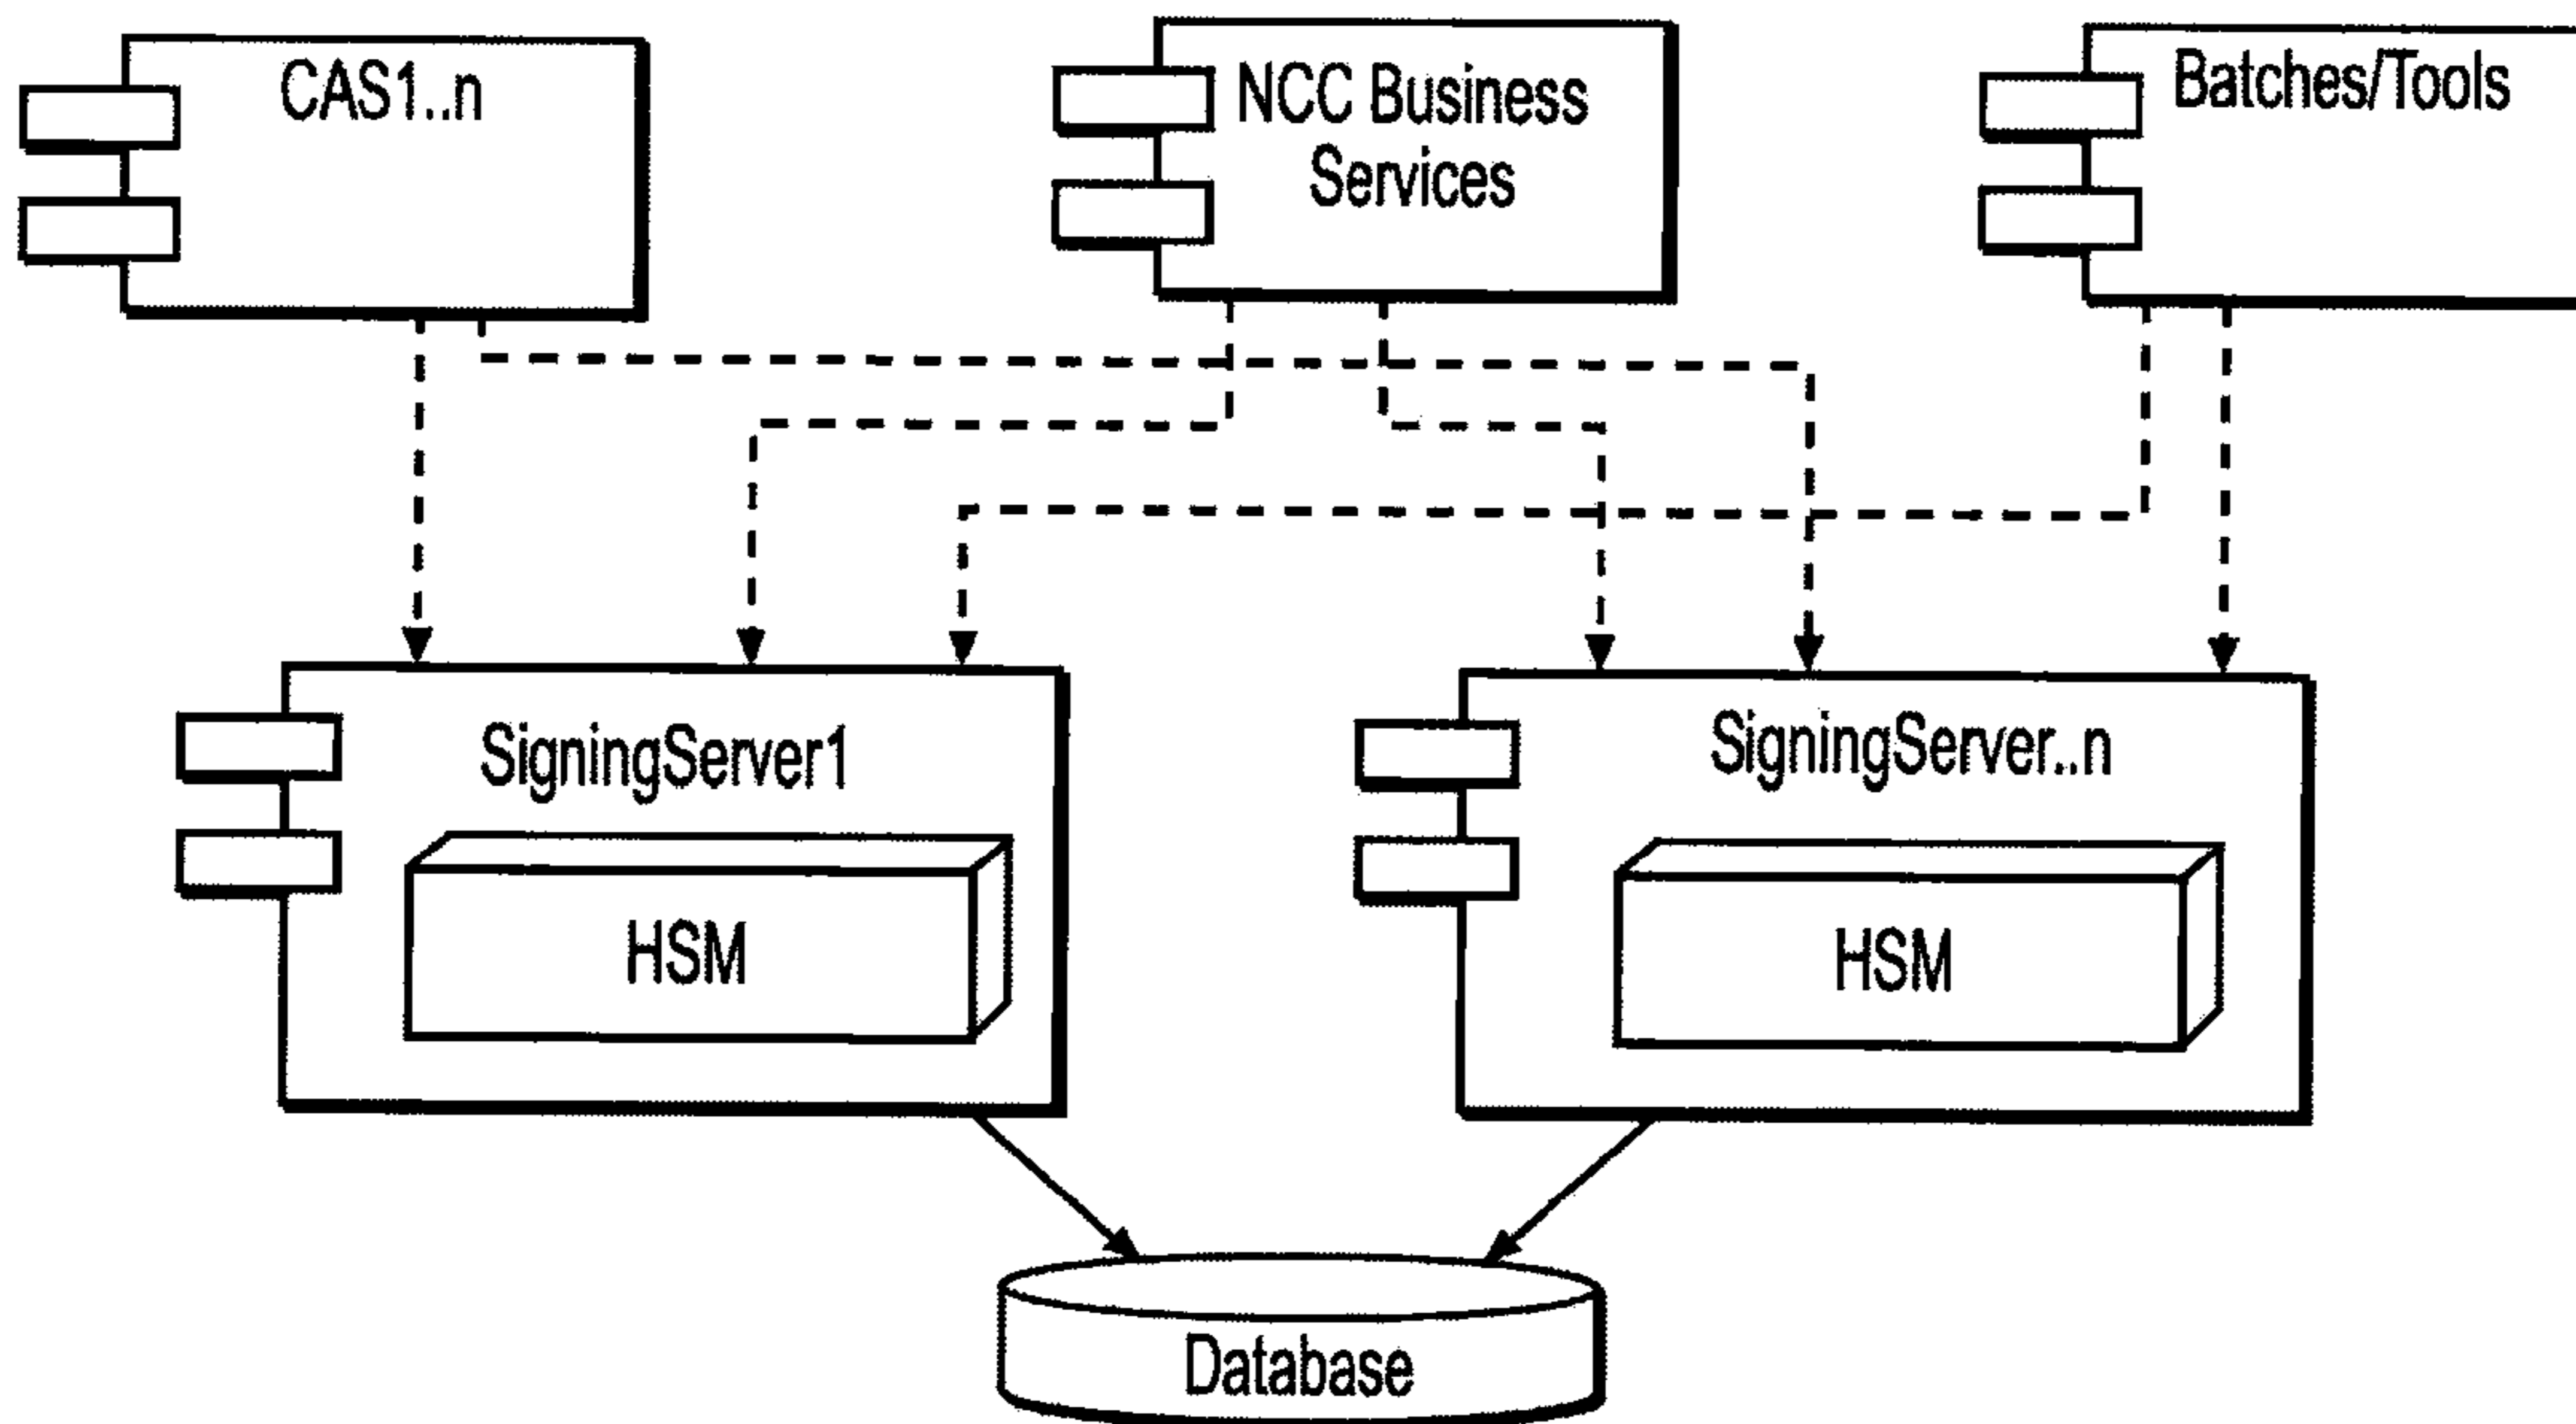 CAS1..n
NCC Business
Services
Batches/Tools
SigningServer1
SigningServer..n
HSM
HSM
Database